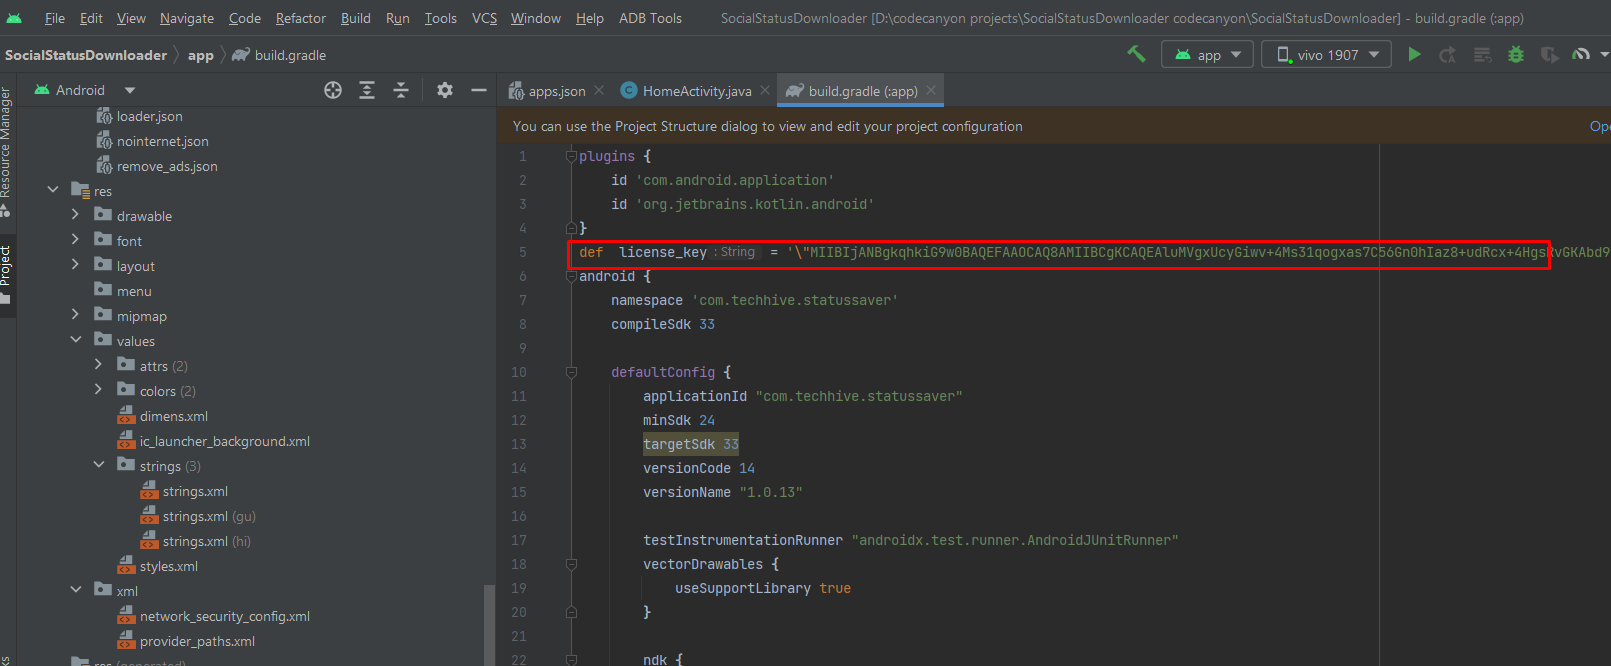 File Edit View Navigate Code Refactor Build Run Tools VCS Window Help ADB Tools SocialStatusDownloader [D:\codecanyon projects\SocialStatusDownloader codecanyon\SocialStatusDownloader] - build.gradle (:app)
SocialStatusDownloader app build.gradle app vivo 1907
Resource Manager
Project
Android
loader.json
nointernet.json
remove_ads.json
res
drawable
font
layout
menu
mipmap
values
attrs (2)
colors (2)
dimens.xml
ic_launcher_background.xml
strings (3)
strings.xml
strings.xml (gu)
strings.xml (hi)
styles.xml
xml
network_security_config.xml
provider_paths.xml
res (generated)
apps.json HomeActivity.java build.gradle (:app)
You can use the Project Structure dialog to view and edit your project configuration
1 plugins {
2 id 'com.android.application'
3 id 'org.jetbrains.kotlin.android'
4 }
5 def license_key : String = '\"MIIBIjANBgkqhkiG9w0BAQEFAAOCAQ8AMIIBCgKCAQEAluMVgxUcyGiwv+4Ms31qogxas7C56GnOhIaz8+udRcx+4HgsRvGKAbd9
6 android {
7 namespace 'com.techhive.statussaver'
8 compileSdk 33
9
10 defaultConfig {
11 applicationId "com.techhive.statussaver"
12 minSdk 24
13 targetSdk 33
14 versionCode 14
15 versionName "1.0.13"
16
17 testInstrumentationRunner "androidx.test.runner.AndroidJUnitRunner"
18 vectorDrawables {
19 useSupportLibrary true
20 }
21
22 ndk {